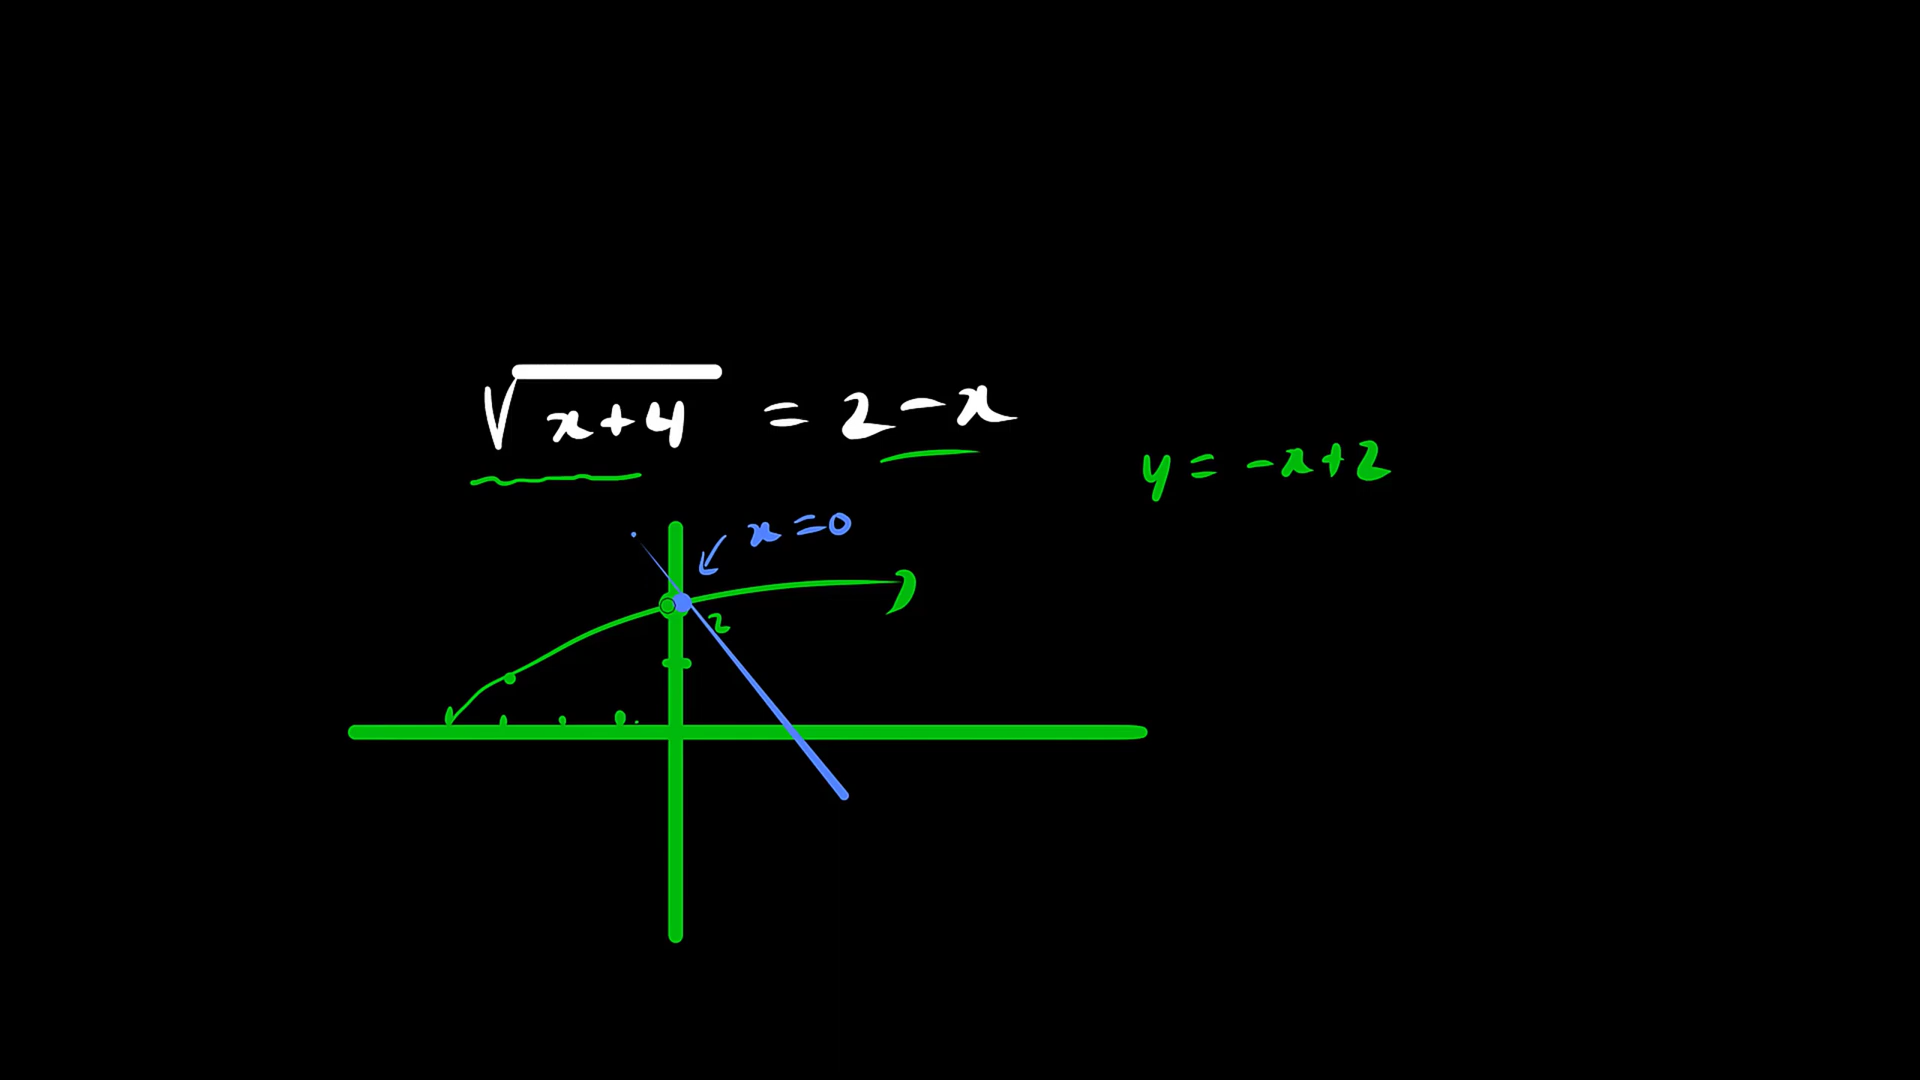 √x+4 = 2-x
y = -x+2
x=0
2